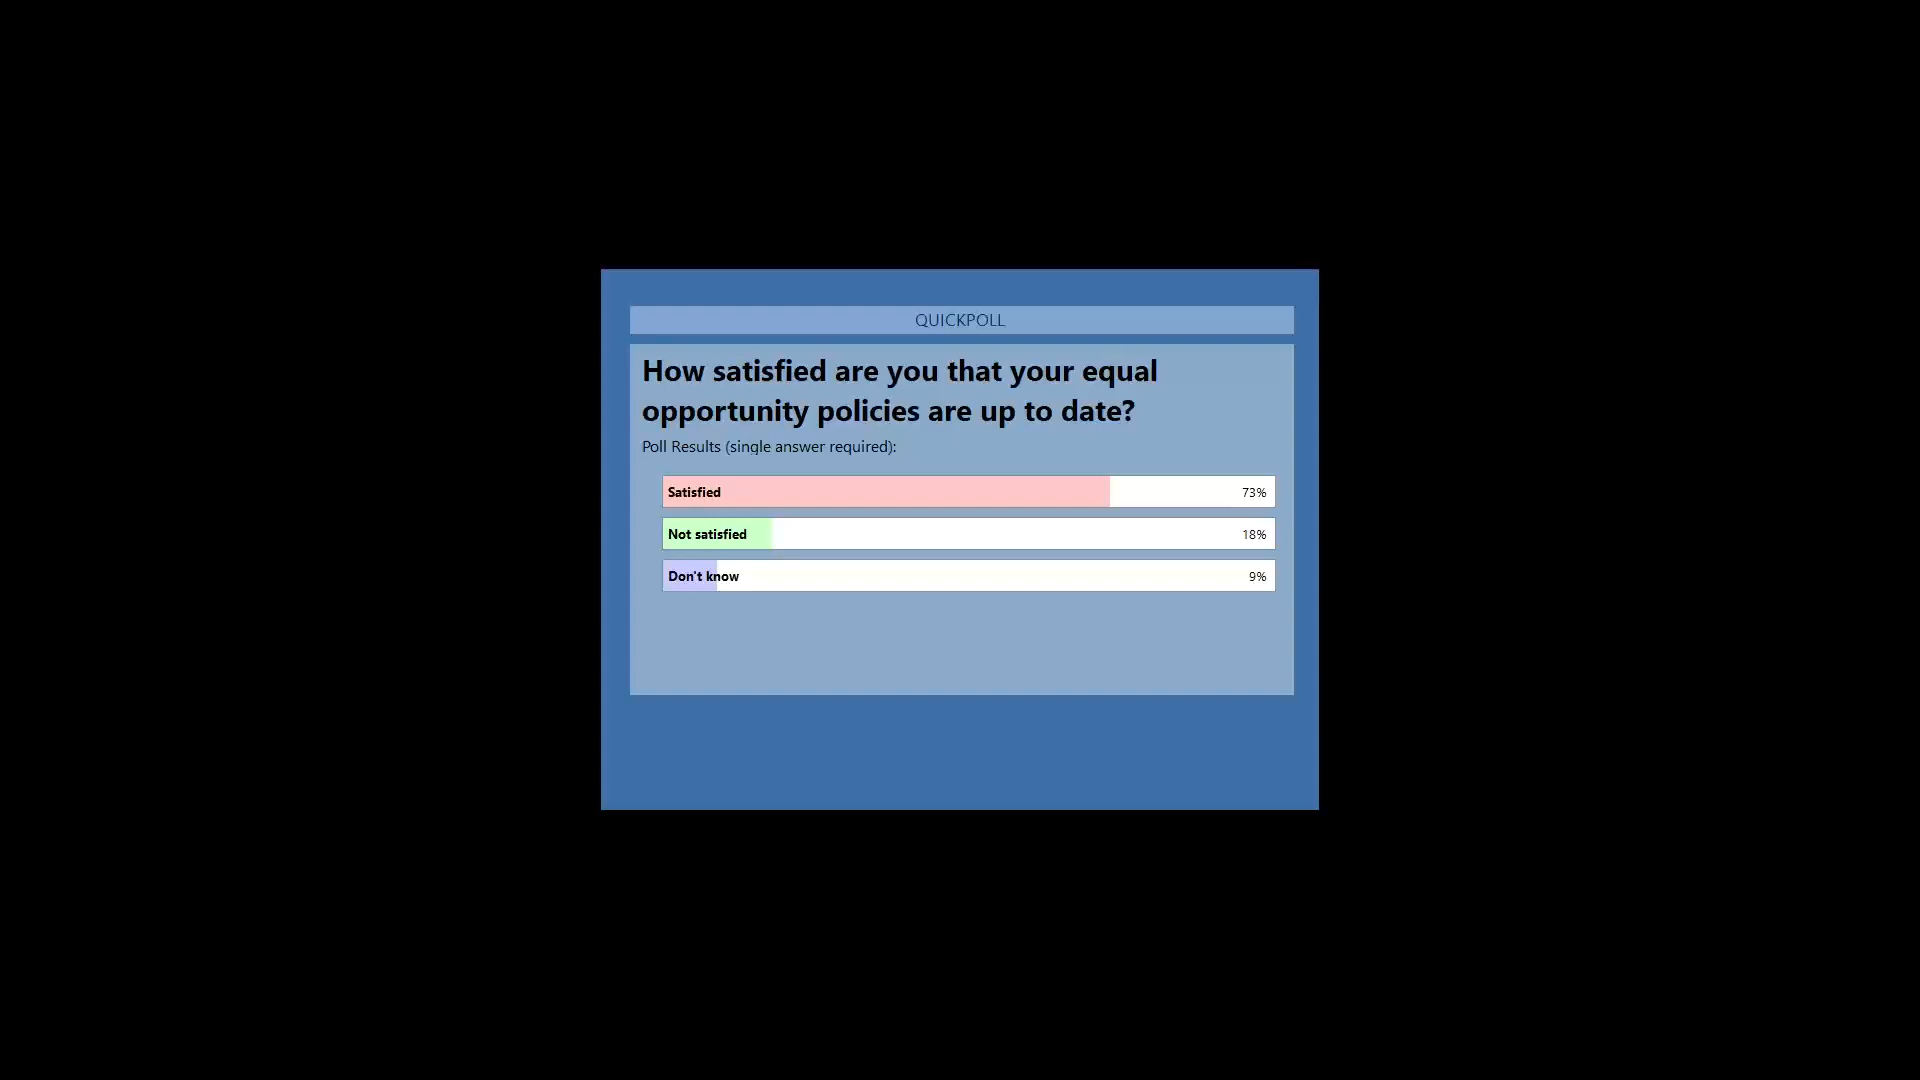 QUICKPOLL
How satisfied are you that your equal
opportunity policies are up to date?
Poll Results (single answer required):
Satisfied 73%
Not satisfied 18%
Don't know 9%